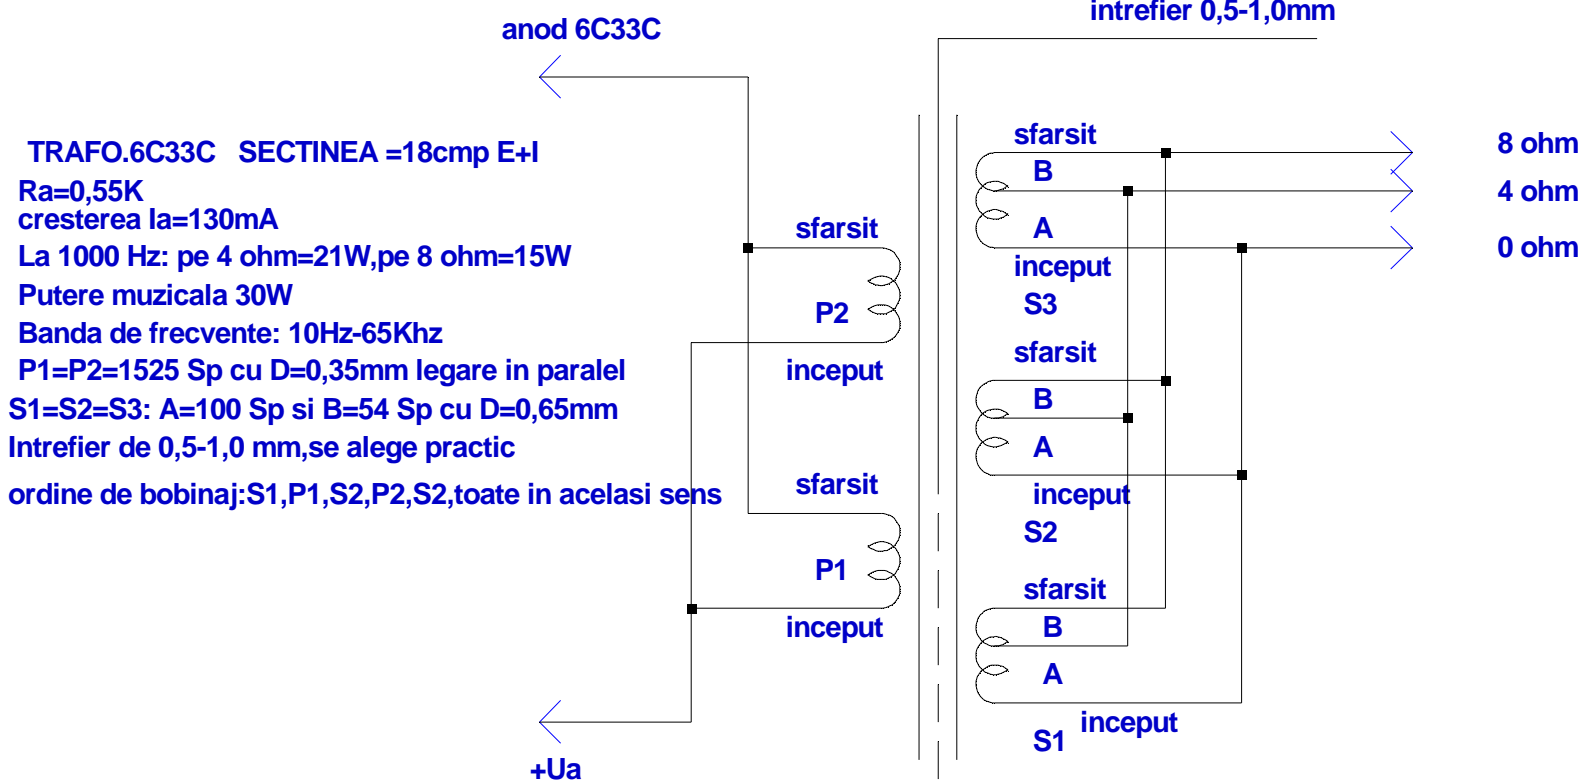 intrefier 0,5-1,0mm
anod 6C33C
TRAFO.6C33C SECTINEA =18cmp E+I
Ra=0,55K
cresterea Ia=130mA
La 1000 Hz: pe 4 ohm=21W,pe 8 ohm=15W
Putere muzicala 30W
Banda de frecvente: 10Hz-65Khz
P1=P2=1525 Sp cu D=0,35mm legare in paralel
S1=S2=S3: A=100 Sp si B=54 Sp cu D=0,65mm
Intrefier de 0,5-1,0 mm,se alege practic
ordine de bobinaj:S1,P1,S2,P2,S2,toate in acelasi sens
sfarsit
P2
inceput
sfarsit
P1
inceput
+Ua
sfarsit
B
A
inceput
S3
sfarsit
B
A
inceput
S2
sfarsit
B
A
inceput
S1
8 ohm
4 ohm
0 ohm